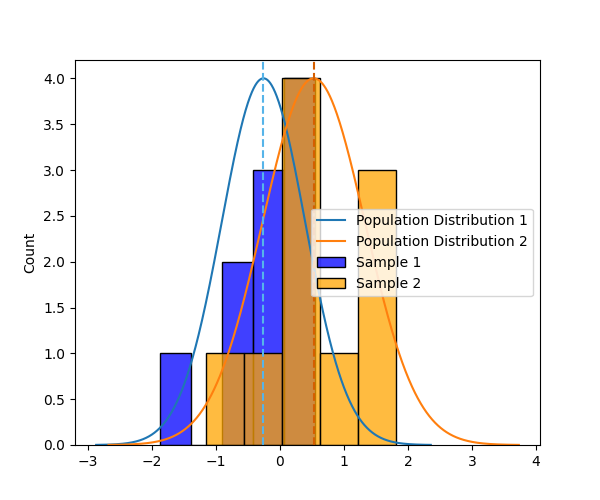 4.0
3.5
3.0
2.5
2.0
1.5
1.0
0.5
0.0
Count
Population Distribution 1
Population Distribution 2
Sample 1
Sample 2
−3 −2 −1 0 1 2 3 4